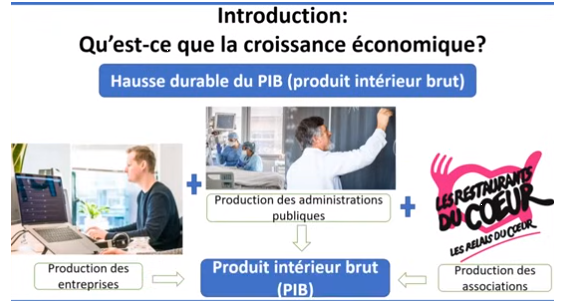 Introduction:
Qu’est-ce que la croissance économique?
Hausse durable du PIB (produit intérieur brut)
+
+
LES RESTAURANTS
DU CŒUR
LES RELAIS DU CŒUR
Production des administrations
publiques
Production des
entreprises
Produit intérieur brut
(PIB)
Production des
associations